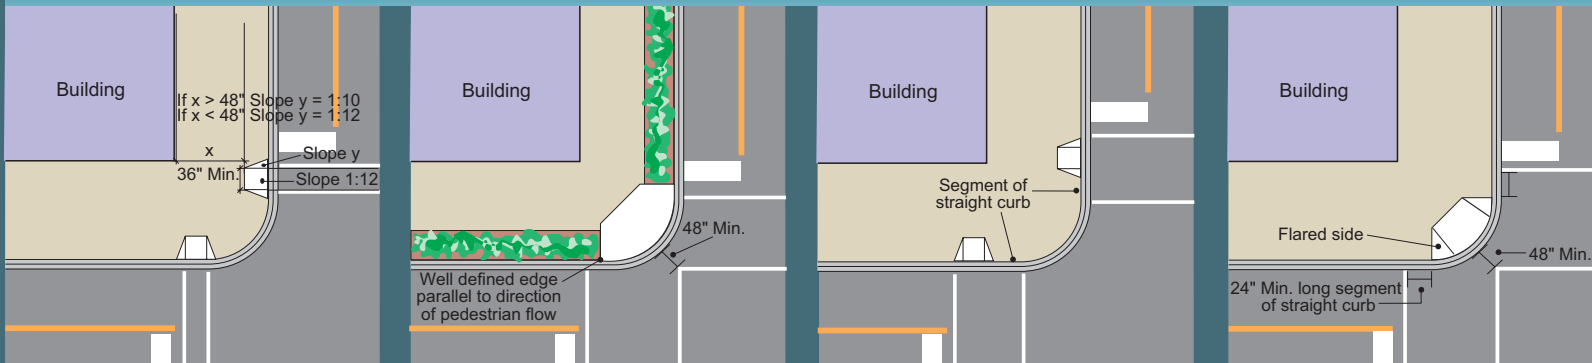 Building
If x > 48" Slope y = 1:10
If x < 48" Slope y = 1:12
x
Slope y
36" Min.
Slope 1:12
Building
48" Min.
Well defined edge
parallel to direction
of pedestrian flow
Building
Segment of
straight curb
Building
Flared side
48" Min.
24" Min. long segment
of straight curb